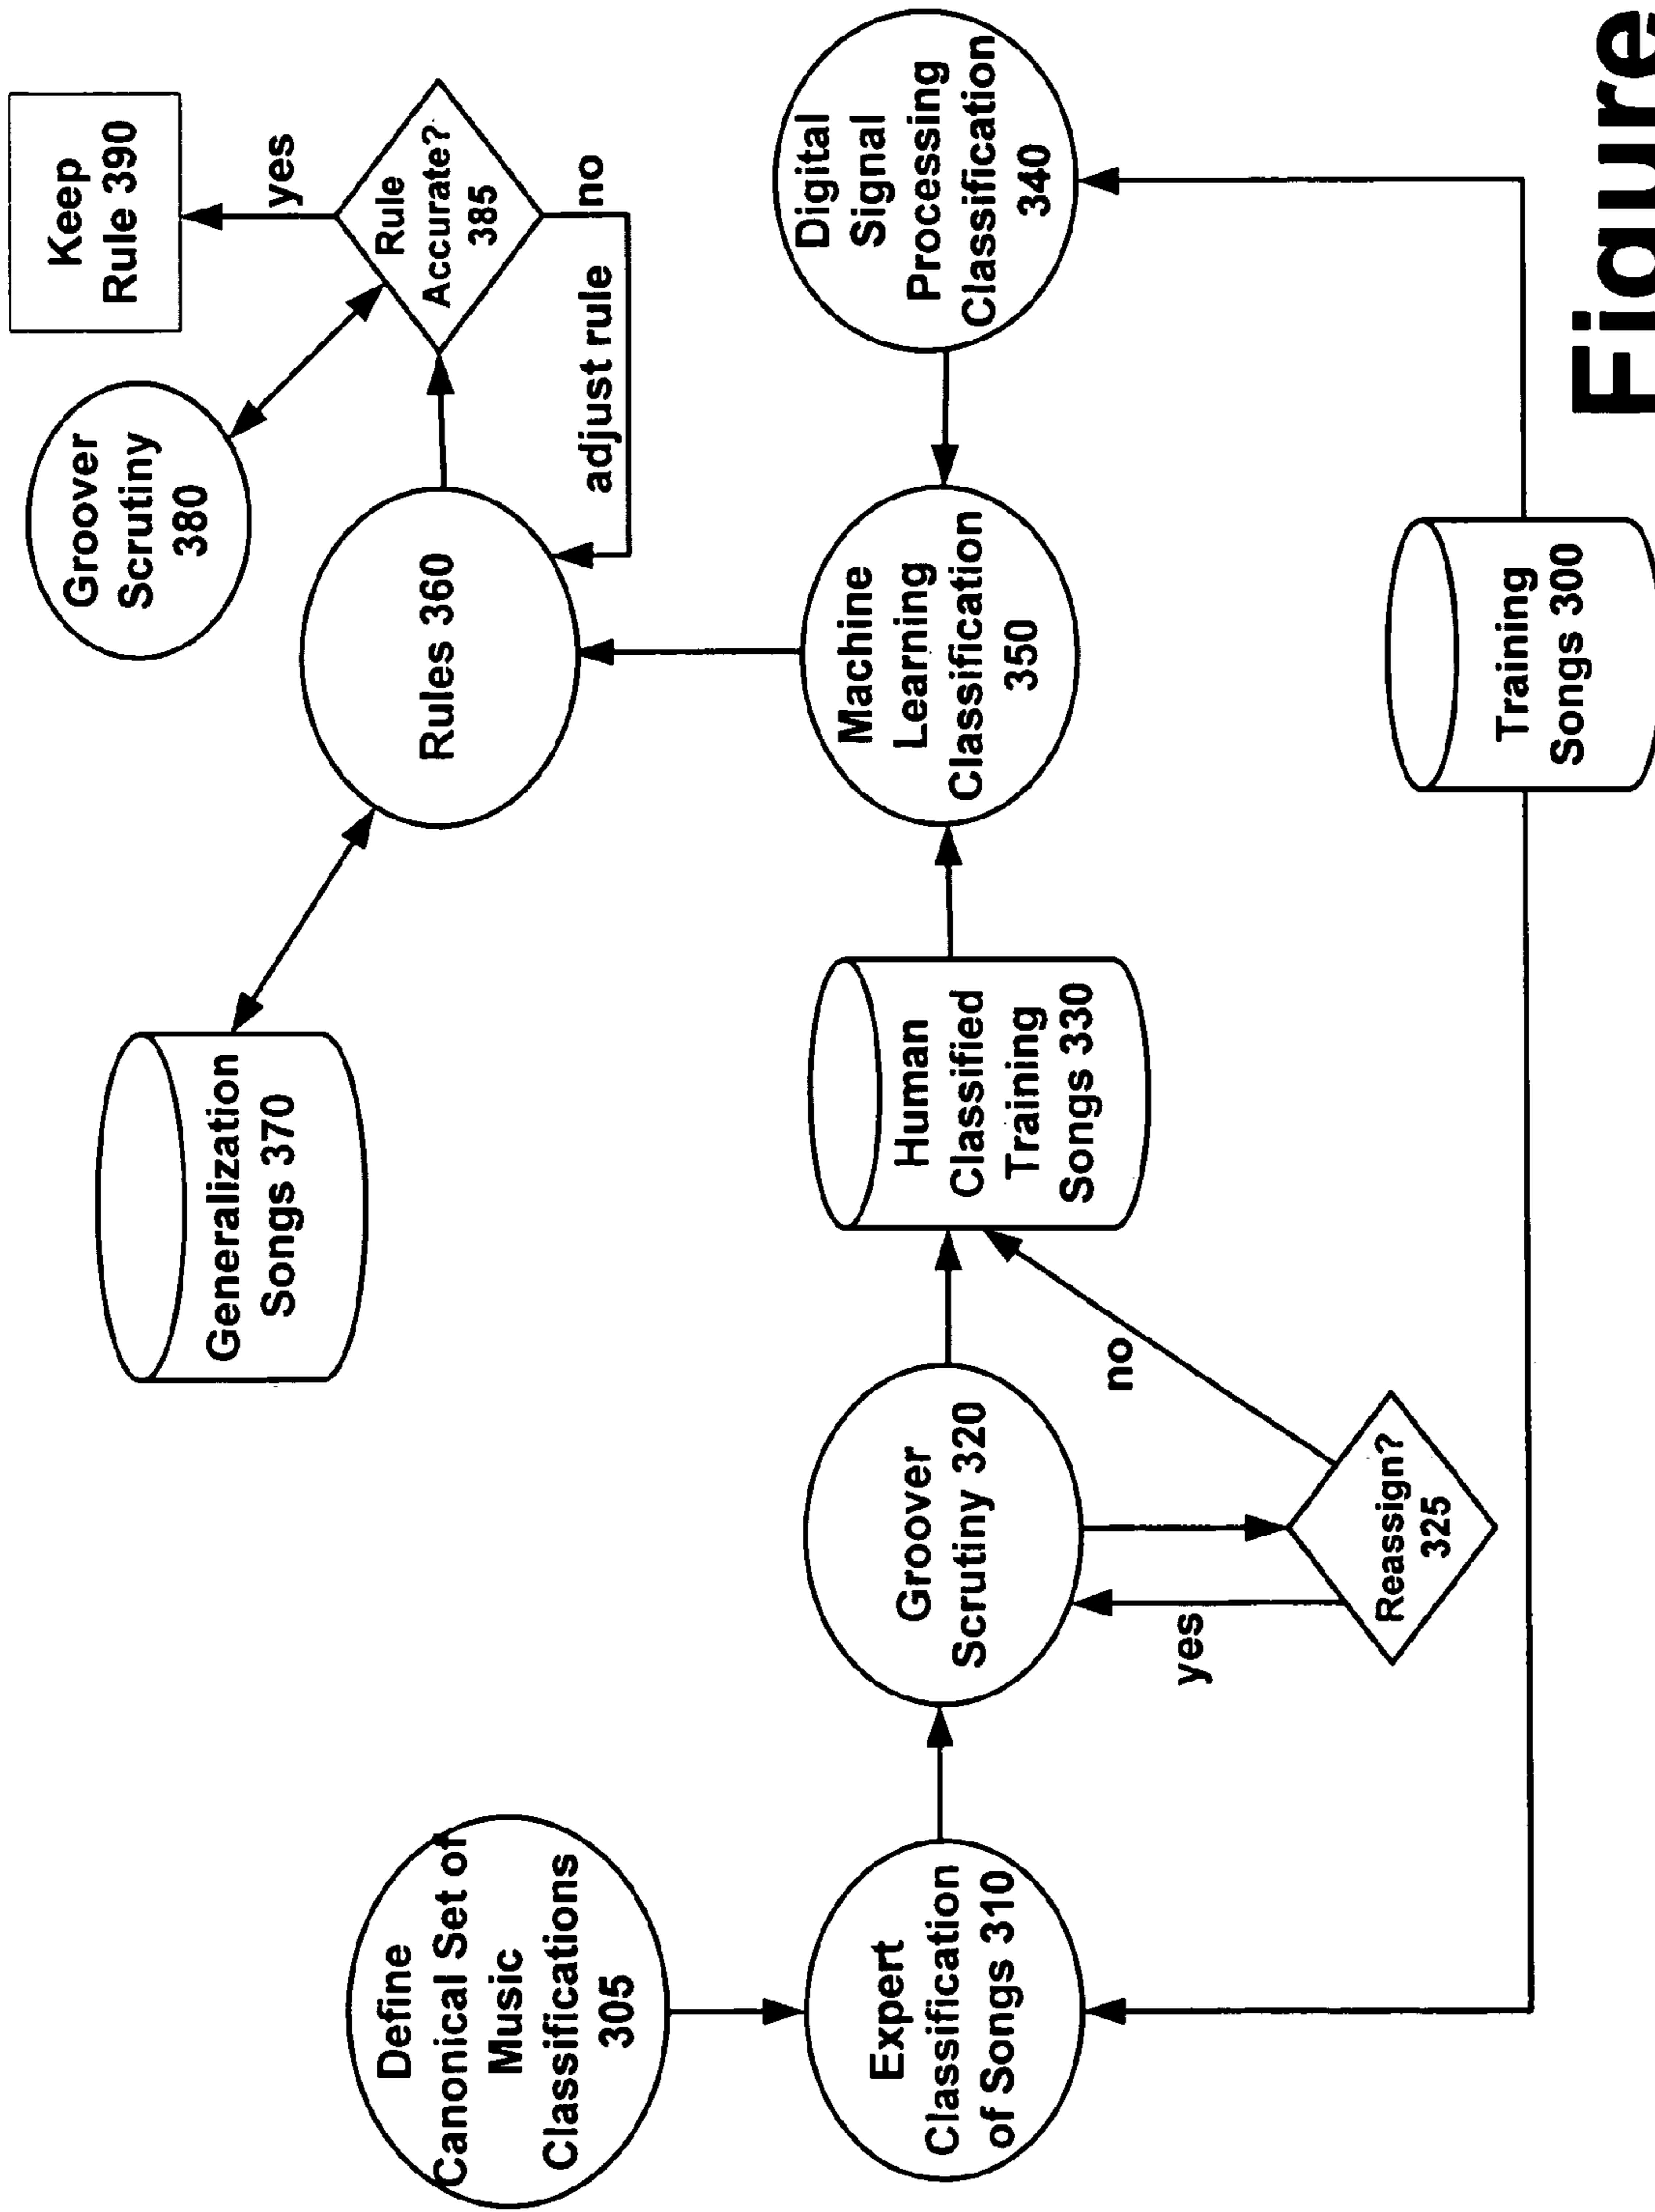 Define
Canonical Set of
Music
Classifications
305
Expert
Classification
of Songs 310
Groover
Scrutiny 320
yes
Reassign?
325
no
Human
Classified
Training
Songs 330
Generalization
Songs 370
Machine
Learning
Classification
350
Rules 360
Groover
Scrutiny
380
Keep
Rule 390
yes
Rule
Accurate?
385
no
adjust rule
Digital
Signal
Processing
Classification
340
Training
Songs 300
Figure